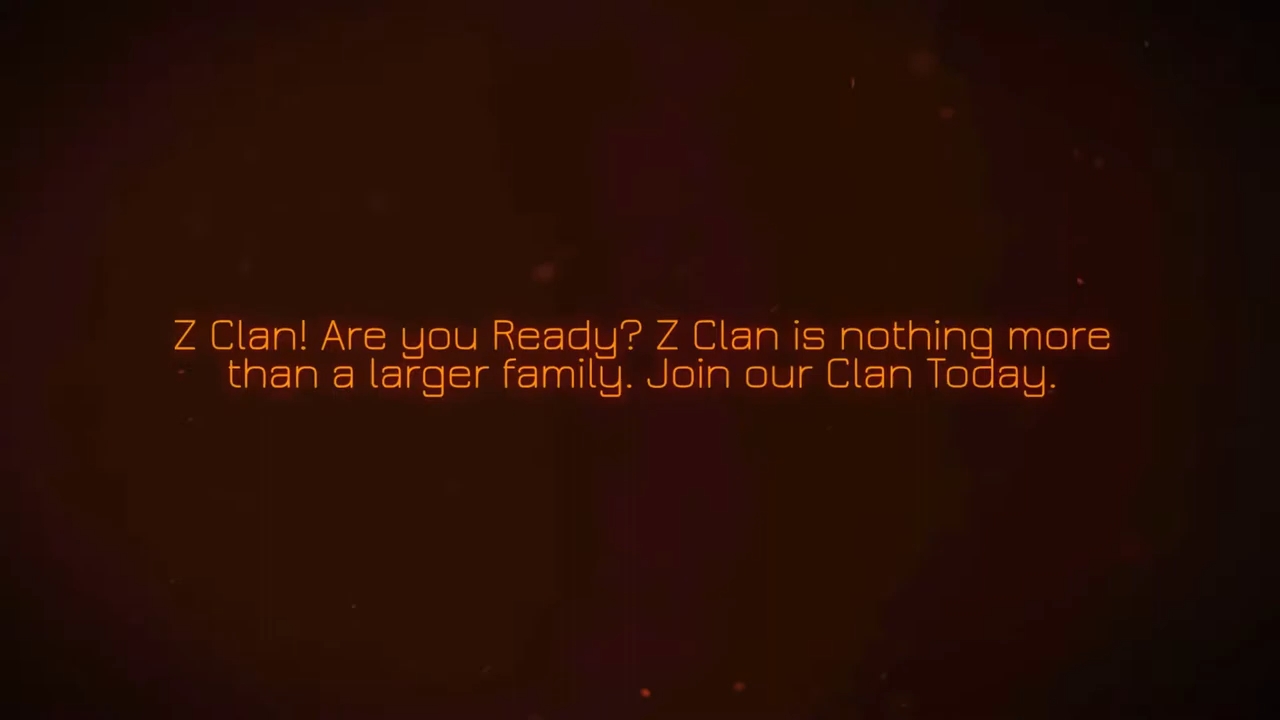 Z Clan! Are you Ready? Z Clan is nothing more
than a larger family. Join our Clan Today.